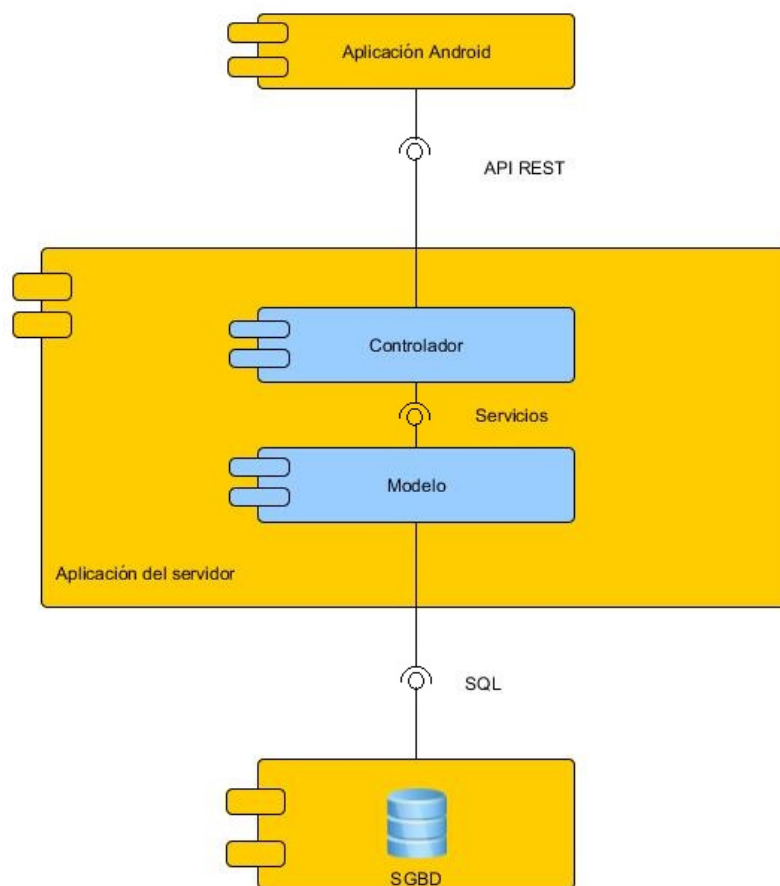 Aplicación Android
API REST
Controlador
Servicios
Modelo
Aplicación del servidor
SQL
SGBD